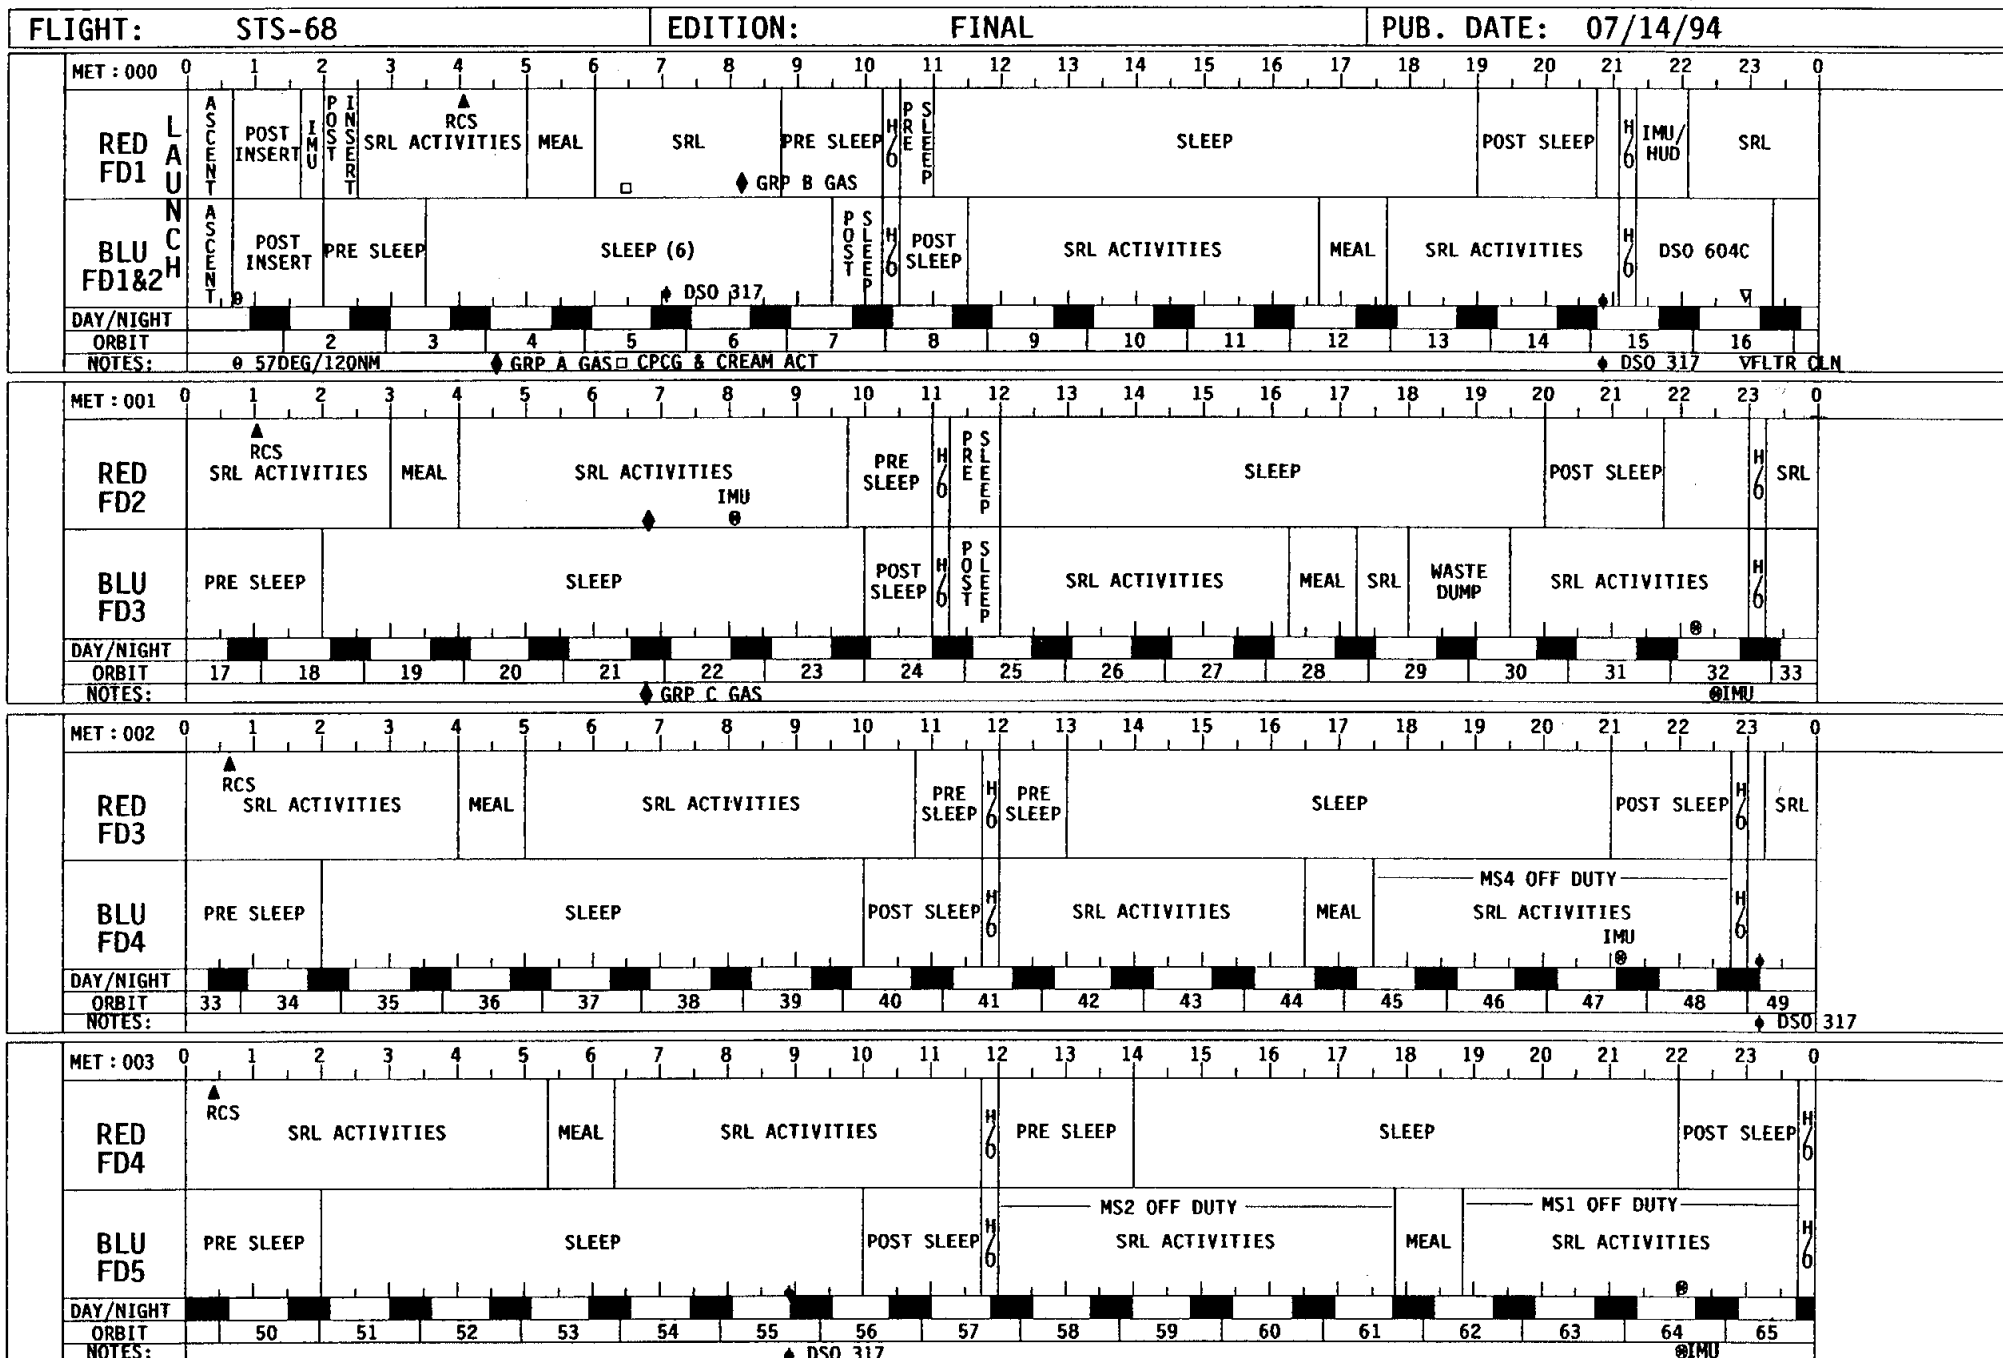 FLIGHT: STS-68 EDITION: FINAL PUB. DATE: 07/14/94
MET : 000 0 1 2 3 4 5 6 7 8 9 10 11 12 13 14 15 16 17 18 19 20 21 22 23 0
LAUNCH
RED FD1
ASCENT
POST INSERT
IMU
POST INSERT
RCS
SRL ACTIVITIES
MEAL
SRL
GRP B GAS
PRE SLEEP
H/O
PRE SLEEP
SLEEP
POST SLEEP
H/O
IMU/ HUD
SRL
BLU FD1&2
ASCENT
POST INSERT
PRE SLEEP
SLEEP (6)
DSO 317
POST SLEEP
H/O
POST SLEEP
SRL ACTIVITIES
MEAL
SRL ACTIVITIES
H/O
DSO 604C
DAY/NIGHT
ORBIT 2 3 4 5 6 7 8 9 10 11 12 13 14 15 16
NOTES: θ 57DEG/120NM GRP A GAS □ CPCG & CREAM ACT DSO 317 ∇FLTR CLN
MET : 001 0 1 2 3 4 5 6 7 8 9 10 11 12 13 14 15 16 17 18 19 20 21 22 23 0
RED FD2
RCS
SRL ACTIVITIES
MEAL
SRL ACTIVITIES
IMU
PRE SLEEP
H/O
PRE SLEEP
SLEEP
POST SLEEP
H/O
SRL
BLU FD3
PRE SLEEP
SLEEP
POST SLEEP
H/O
POST SLEEP
SRL ACTIVITIES
MEAL
SRL
WASTE DUMP
SRL ACTIVITIES
H/O
DAY/NIGHT
ORBIT 17 18 19 20 21 22 23 24 25 26 27 28 29 30 31 32 33
NOTES: GRP C GAS IMU
MET : 002 0 1 2 3 4 5 6 7 8 9 10 11 12 13 14 15 16 17 18 19 20 21 22 23 0
RED FD3
RCS
SRL ACTIVITIES
MEAL
SRL ACTIVITIES
PRE SLEEP
H/O
PRE SLEEP
SLEEP
POST SLEEP
H/O
SRL
BLU FD4
PRE SLEEP
SLEEP
POST SLEEP
H/O
SRL ACTIVITIES
MEAL
MS4 OFF DUTY
SRL ACTIVITIES
IMU
H/O
DAY/NIGHT
ORBIT 33 34 35 36 37 38 39 40 41 42 43 44 45 46 47 48 49
NOTES: DSO 317
MET : 003 0 1 2 3 4 5 6 7 8 9 10 11 12 13 14 15 16 17 18 19 20 21 22 23 0
RED FD4
RCS
SRL ACTIVITIES
MEAL
SRL ACTIVITIES
H/O
PRE SLEEP
SLEEP
POST SLEEP
H/O
BLU FD5
PRE SLEEP
SLEEP
POST SLEEP
H/O
MS2 OFF DUTY
SRL ACTIVITIES
MEAL
MS1 OFF DUTY
SRL ACTIVITIES
H/O
DAY/NIGHT
ORBIT 50 51 52 53 54 55 56 57 58 59 60 61 62 63 64 65
NOTES: DSO 317 IMU